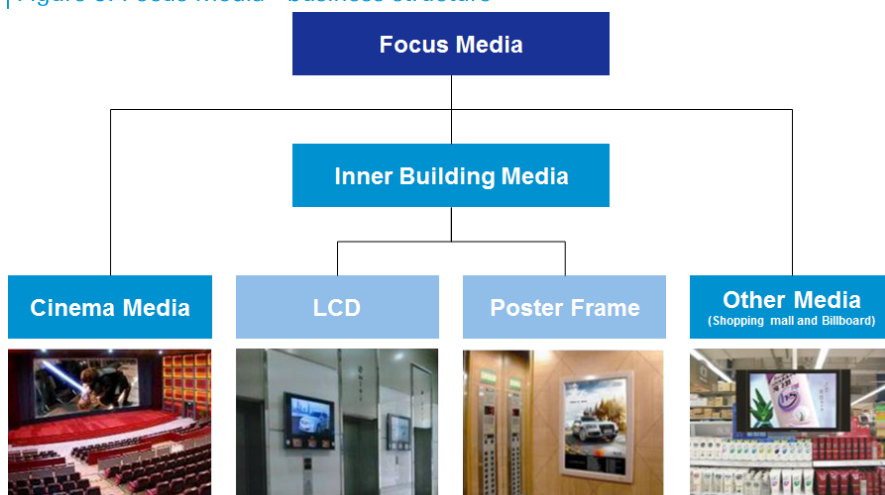 Focus Media
Inner Building Media
Cinema Media
LCD
Poster Frame
Other Media
(Shopping mall and Billboard)